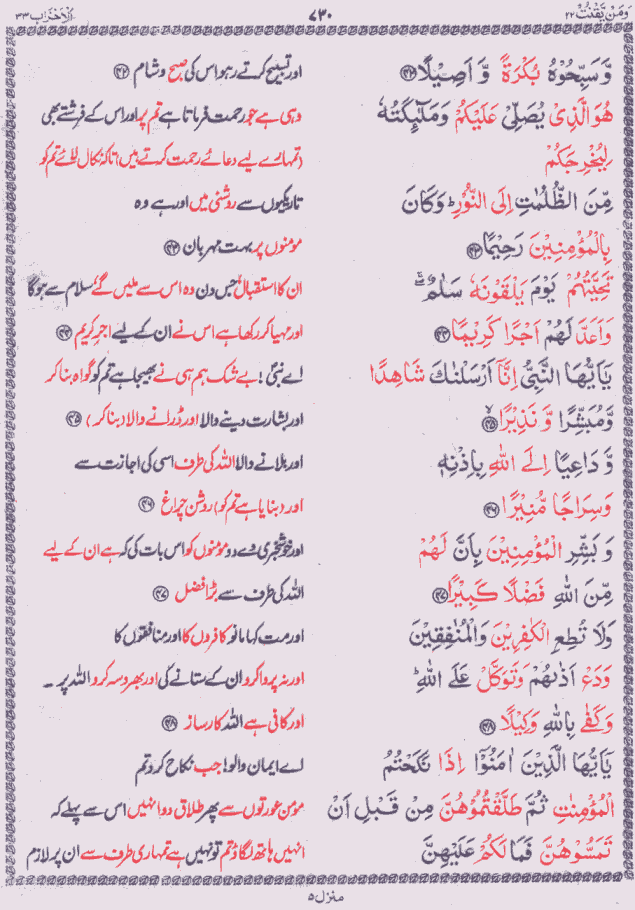 وَمَنْ يَّقْنُتْ ٢٢
٧٣٠
الْاَحْزَاب ٣٣
وَّسَبِّحُوْهُ بُكْرَةً وَّ اَصِيْلًا ۝٤٢
هُوَ الَّذِىْ يُصَلِّىْ عَلَيْكُمْ وَمَلٰٓئِكَتُهٗ
لِيُخْرِجَكُمْ
مِّنَ الظُّلُمٰتِ اِلَى النُّوْرِؕ وَكَانَ
بِالْمُؤْمِنِيْنَ رَحِيْمًا ۝٤٣
تَحِيَّتُهُمْ يَوْمَ يَلْقَوْنَهٗ سَلٰمٌ ۖۚ
وَاَعَدَّ لَهُمْ اَجْرًا كَرِيْمًا ۝٤٤
يٰۤاَيُّهَا النَّبِىُّ اِنَّاۤ اَرْسَلْنٰكَ شَاهِدًا
وَّمُبَشِّرًا وَّ نَذِيْرًا ۝٤٥ۙ
وَّ دَاعِيًا اِلَى اللّٰهِ بِاِذْنِهٖ
وَسِرَاجًا مُّنِيْرًا ۝٤٦
وَ بَشِّرِ الْمُؤْمِنِيْنَ بِاَنَّ لَهُمْ
مِّنَ اللّٰهِ فَضْلًا كَبِيْرًا ۝٤٧
وَلَا تُطِعِ الْكٰفِرِيْنَ وَالْمُنٰفِقِيْنَ
وَدَعْ اَذٰىهُمْ وَتَوَكَّلْ عَلَى اللّٰهِؕ
وَكَفٰى بِاللّٰهِ وَكِيْلًا ۝٤٨
يٰۤاَيُّهَا الَّذِيْنَ اٰمَنُوْۤا اِذَا نَكَحْتُمُ
الْمُؤْمِنٰتِ ثُمَّ طَلَّقْتُمُوْهُنَّ مِنْ قَبْلِ اَنْ
تَمَسُّوْهُنَّ فَمَا لَكُمْ عَلَيْهِنَّ
اور تسبیح کرتے رہو اس کی صبح و شام ۝٤٢
وہی ہے جو رحمت فرماتا ہے تم پر اور اس کے فرشتے بھی
(تمہارے لیے دعائے رحمت کرتے ہیں) تاکہ نکال لائے تم کو
تاریکیوں سے روشنی میں اور ہے وہ
مومنوں پر بہت مہربان ۝٤٣
ان کا استقبال جس دن وہ اس سے ملیں گے سلام سے ہوگا
اور مہیا کر رکھا ہے اس نے ان کے لیے اجرِ کریم ۝٤٤
اے نبیؐ! بے شک ہم ہی نے بھیجا ہے تم کو گواہ بناکر
اور بشارت دینے والا اور ڈرانے والا (بناکر) ۝٤٥
اور بلانے والا اللہ کی طرف اسی کی اجازت سے
اور (بنایا ہے تم کو) روشن چراغ ۝٤٦
اور خوشخبری دے دو مومنوں کو اس بات کی کہ ہے ان کے لیے
اللہ کی طرف سے بڑا فضل ۝٤٧
اور مت کہا مانو کافروں کا اور منافقوں کا
اور نہ پروا کرو ان کے ستانے کی اور بھروسہ کرو اللہ پر ۔
اور کافی ہے اللہ کارساز ۝٤٨
اے ایمان والو! جب نکاح کرو تم
مومن عورتوں سے پھر طلاق دو انہیں اس سے پہلے کہ
انہیں ہاتھ لگاؤ تم تو نہیں ہے تمہاری طرف سے ان پر لازم
منزل ۵